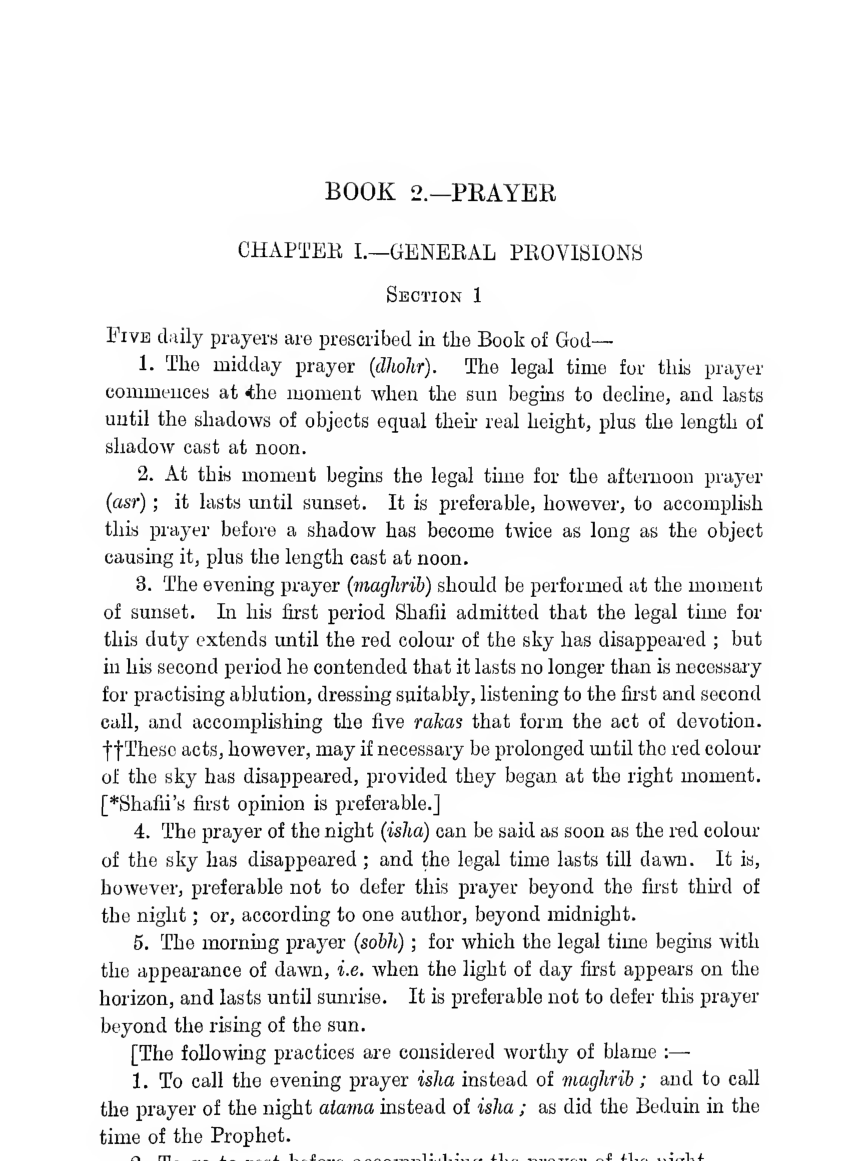 BOOK 2.—PRAYER
CHAPTER I.—GENERAL PROVISIONS
SECTION 1
FIVE daily prayers are prescribed in the Book of God—
1. The midday prayer (dhohr). The legal time for this prayer
commences at the moment when the sun begins to decline, and lasts
until the shadows of objects equal their real height, plus the length of
shadow cast at noon.
2. At this moment begins the legal time for the afternoon prayer
(asr) ; it lasts until sunset. It is preferable, however, to accomplish
this prayer before a shadow has become twice as long as the object
causing it, plus the length cast at noon.
3. The evening prayer (maghrib) should be performed at the moment
of sunset. In his first period Shafii admitted that the legal time for
this duty extends until the red colour of the sky has disappeared ; but
in his second period he contended that it lasts no longer than is necessary
for practising ablution, dressing suitably, listening to the first and second
call, and accomplishing the five rakas that form the act of devotion.
††These acts, however, may if necessary be prolonged until the red colour
of the sky has disappeared, provided they began at the right moment.
[*Shafii's first opinion is preferable.]
4. The prayer of the night (isha) can be said as soon as the red colour
of the sky has disappeared ; and the legal time lasts till dawn. It is,
however, preferable not to defer this prayer beyond the first third of
the night ; or, according to one author, beyond midnight.
5. The morning prayer (sobh) ; for which the legal time begins with
the appearance of dawn, i.e. when the light of day first appears on the
horizon, and lasts until sunrise. It is preferable not to defer this prayer
beyond the rising of the sun.
[The following practices are considered worthy of blame :—
1. To call the evening prayer isha instead of maghrib ; and to call
the prayer of the night atama instead of isha ; as did the Beduin in the
time of the Prophet.
2. To go to rest before accomplishing the prayer of the night